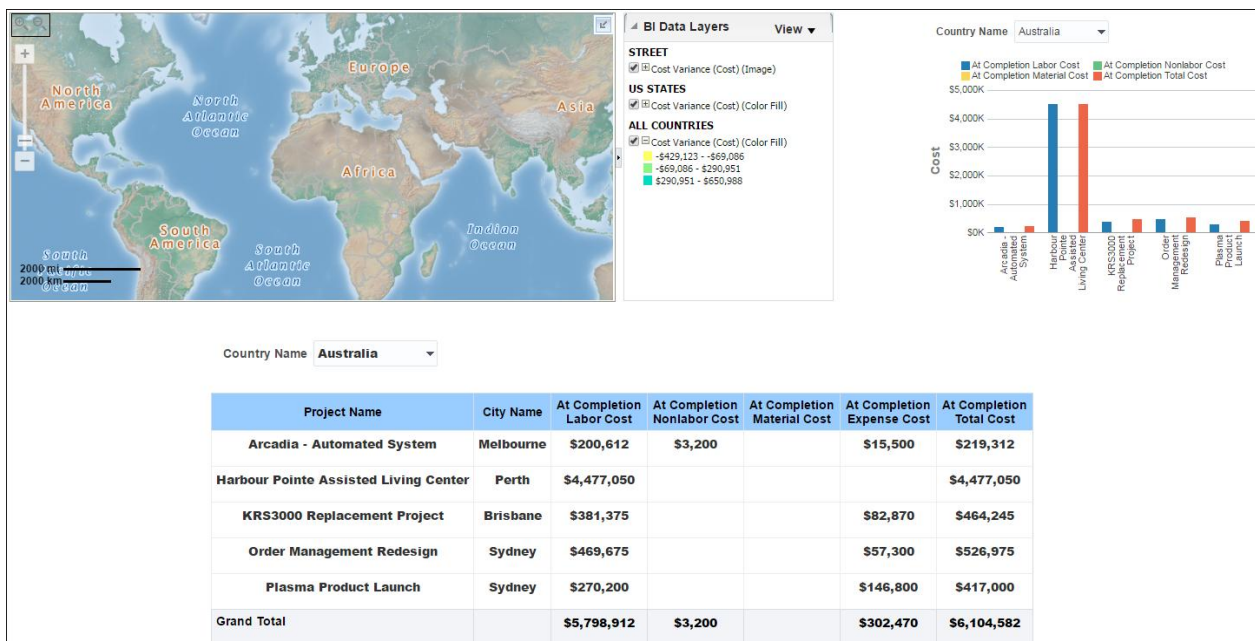 North
America
North
Atlantic
Ocean
Europe
Asia
Africa
South
America
South
Atlantic
Ocean
Indian
Ocean
South
Ocean
2000 mi
2000 km
BI Data Layers
View
STREET
Cost Variance (Cost) (Image)
US STATES
Cost Variance (Cost) (Color Fill)
ALL COUNTRIES
Cost Variance (Cost) (Color Fill)
-$429,123 - -$69,086
-$69,086 - $290,951
$290,951 - $650,988
Country Name Australia
At Completion Labor Cost At Completion Nonlabor Cost
At Completion Material Cost At Completion Total Cost
Cost
$5,000K
$4,000K
$3,000K
$2,000K
$1,000K
$0K
Arcadia -
Automated
System
Harbour
Pointe
Assisted
Living Center
KRS3000
Replacement
Project
Order
Management
Redesign
Plasma
Product
Launch
Country Name Australia
Project Name City Name At Completion Labor Cost At Completion Nonlabor Cost At Completion Material Cost At Completion Expense Cost At Completion Total Cost
Arcadia - Automated System Melbourne $200,612 $3,200 $15,500 $219,312
Harbour Pointe Assisted Living Center Perth $4,477,050 $4,477,050
KRS3000 Replacement Project Brisbane $381,375 $82,870 $464,245
Order Management Redesign Sydney $469,675 $57,300 $526,975
Plasma Product Launch Sydney $270,200 $146,800 $417,000
Grand Total $5,798,912 $3,200 $302,470 $6,104,582